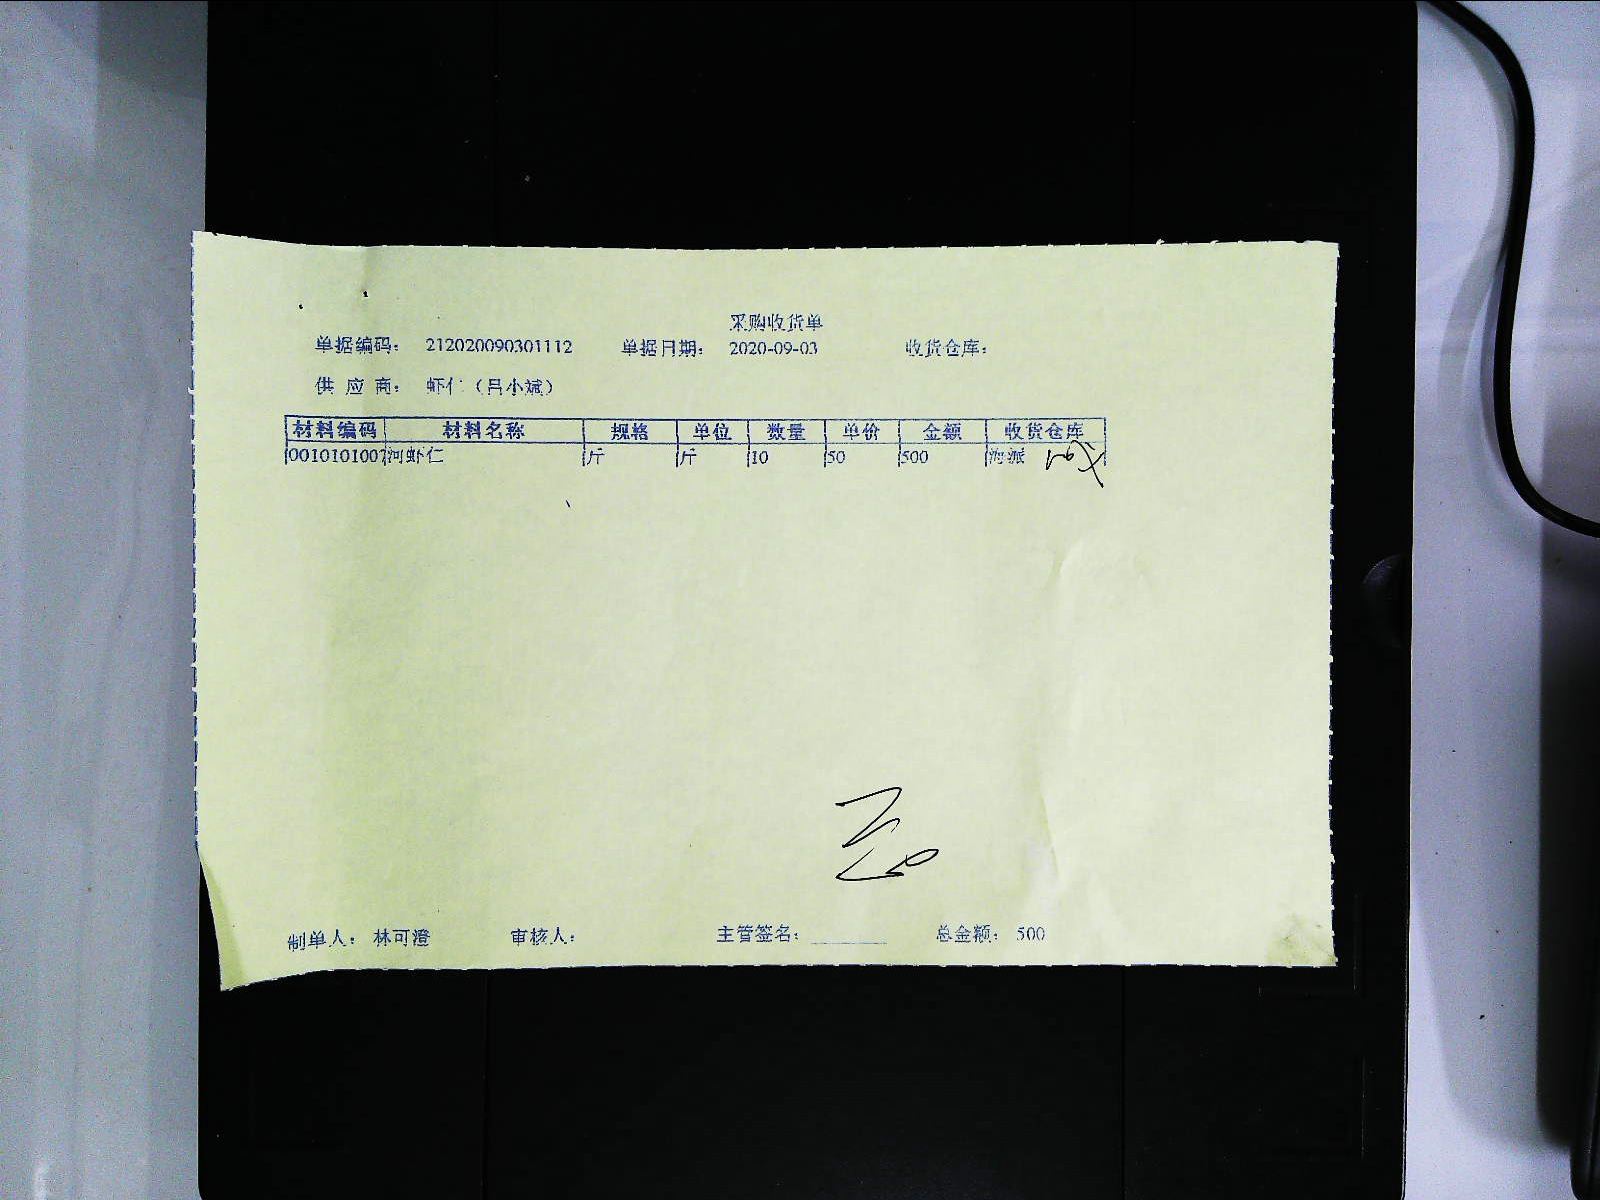 采购收货单
单据编码： 212020090301112 单据日期： 2020-09-03 收货仓库：
供 应 商： 虾仁（吕小斌）
材料编码 材料名称 规格 单位 数量 单价 金额 收货仓库
0010101007 河虾仁 斤 斤 10 50 500 海派
制单人： 林可澄 审核人： 主管签名： 总金额： 500